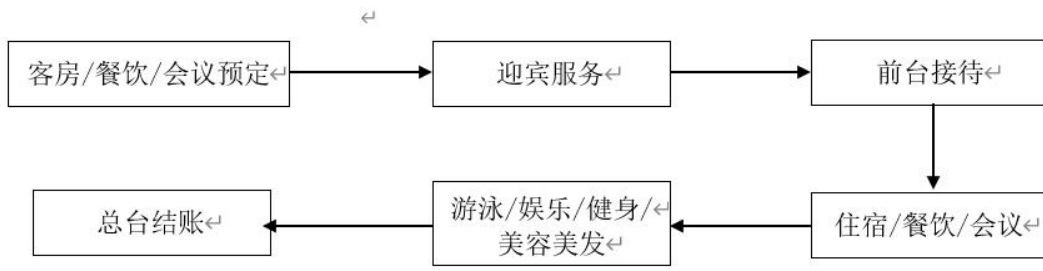 客房/餐饮/会议预定
迎宾服务
前台接待
住宿/餐饮/会议
游泳/娱乐/健身/
美容美发
总台结账